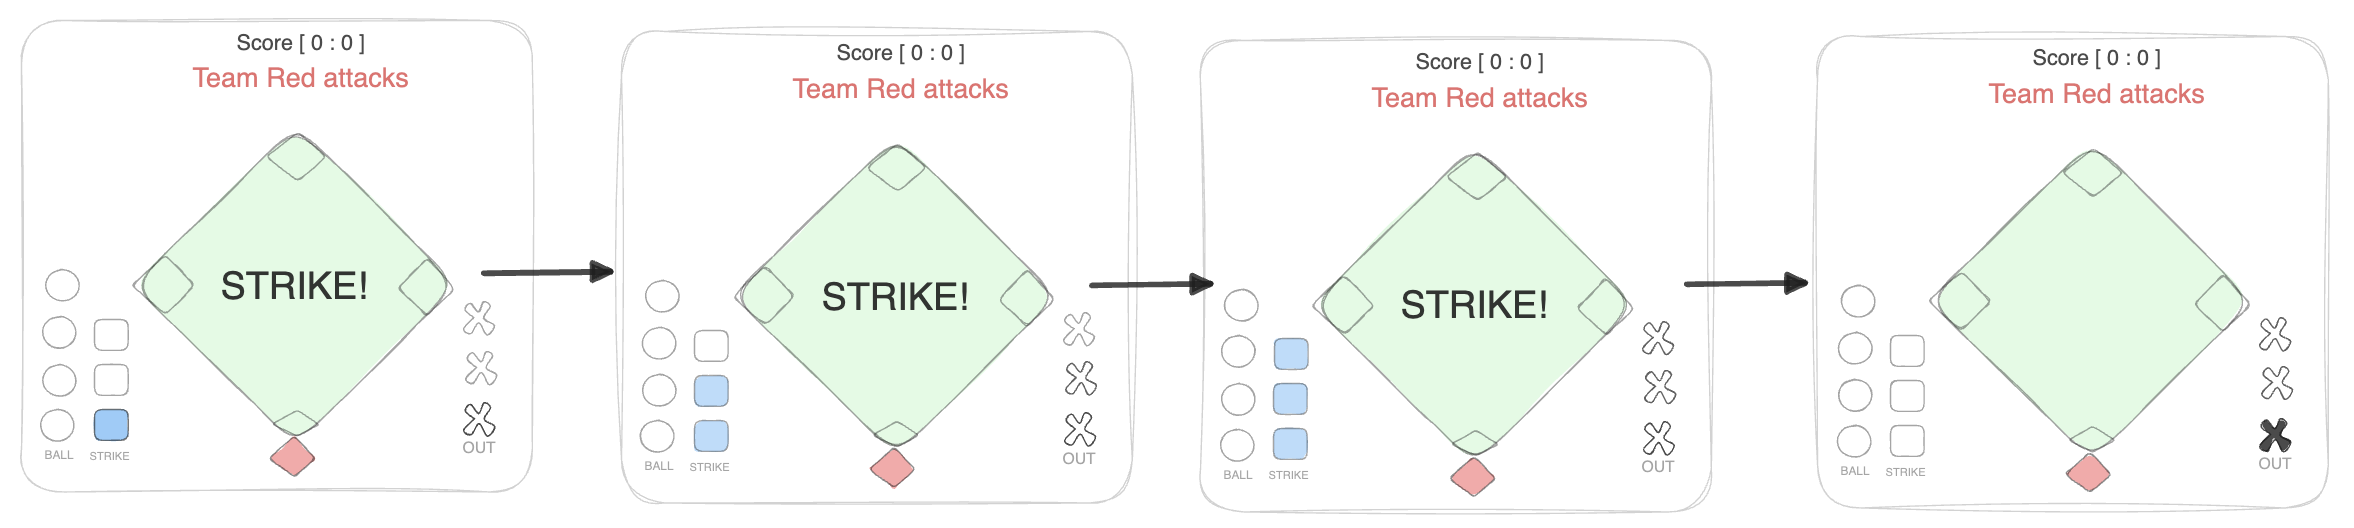 Score [ 0 : 0 ]
Team Red attacks
STRIKE!
BALL
STRIKE
OUT
Score [ 0 : 0 ]
Team Red attacks
STRIKE!
BALL
STRIKE
OUT
Score [ 0 : 0 ]
Team Red attacks
STRIKE!
BALL
STRIKE
OUT
Score [ 0 : 0 ]
Team Red attacks
BALL
STRIKE
OUT